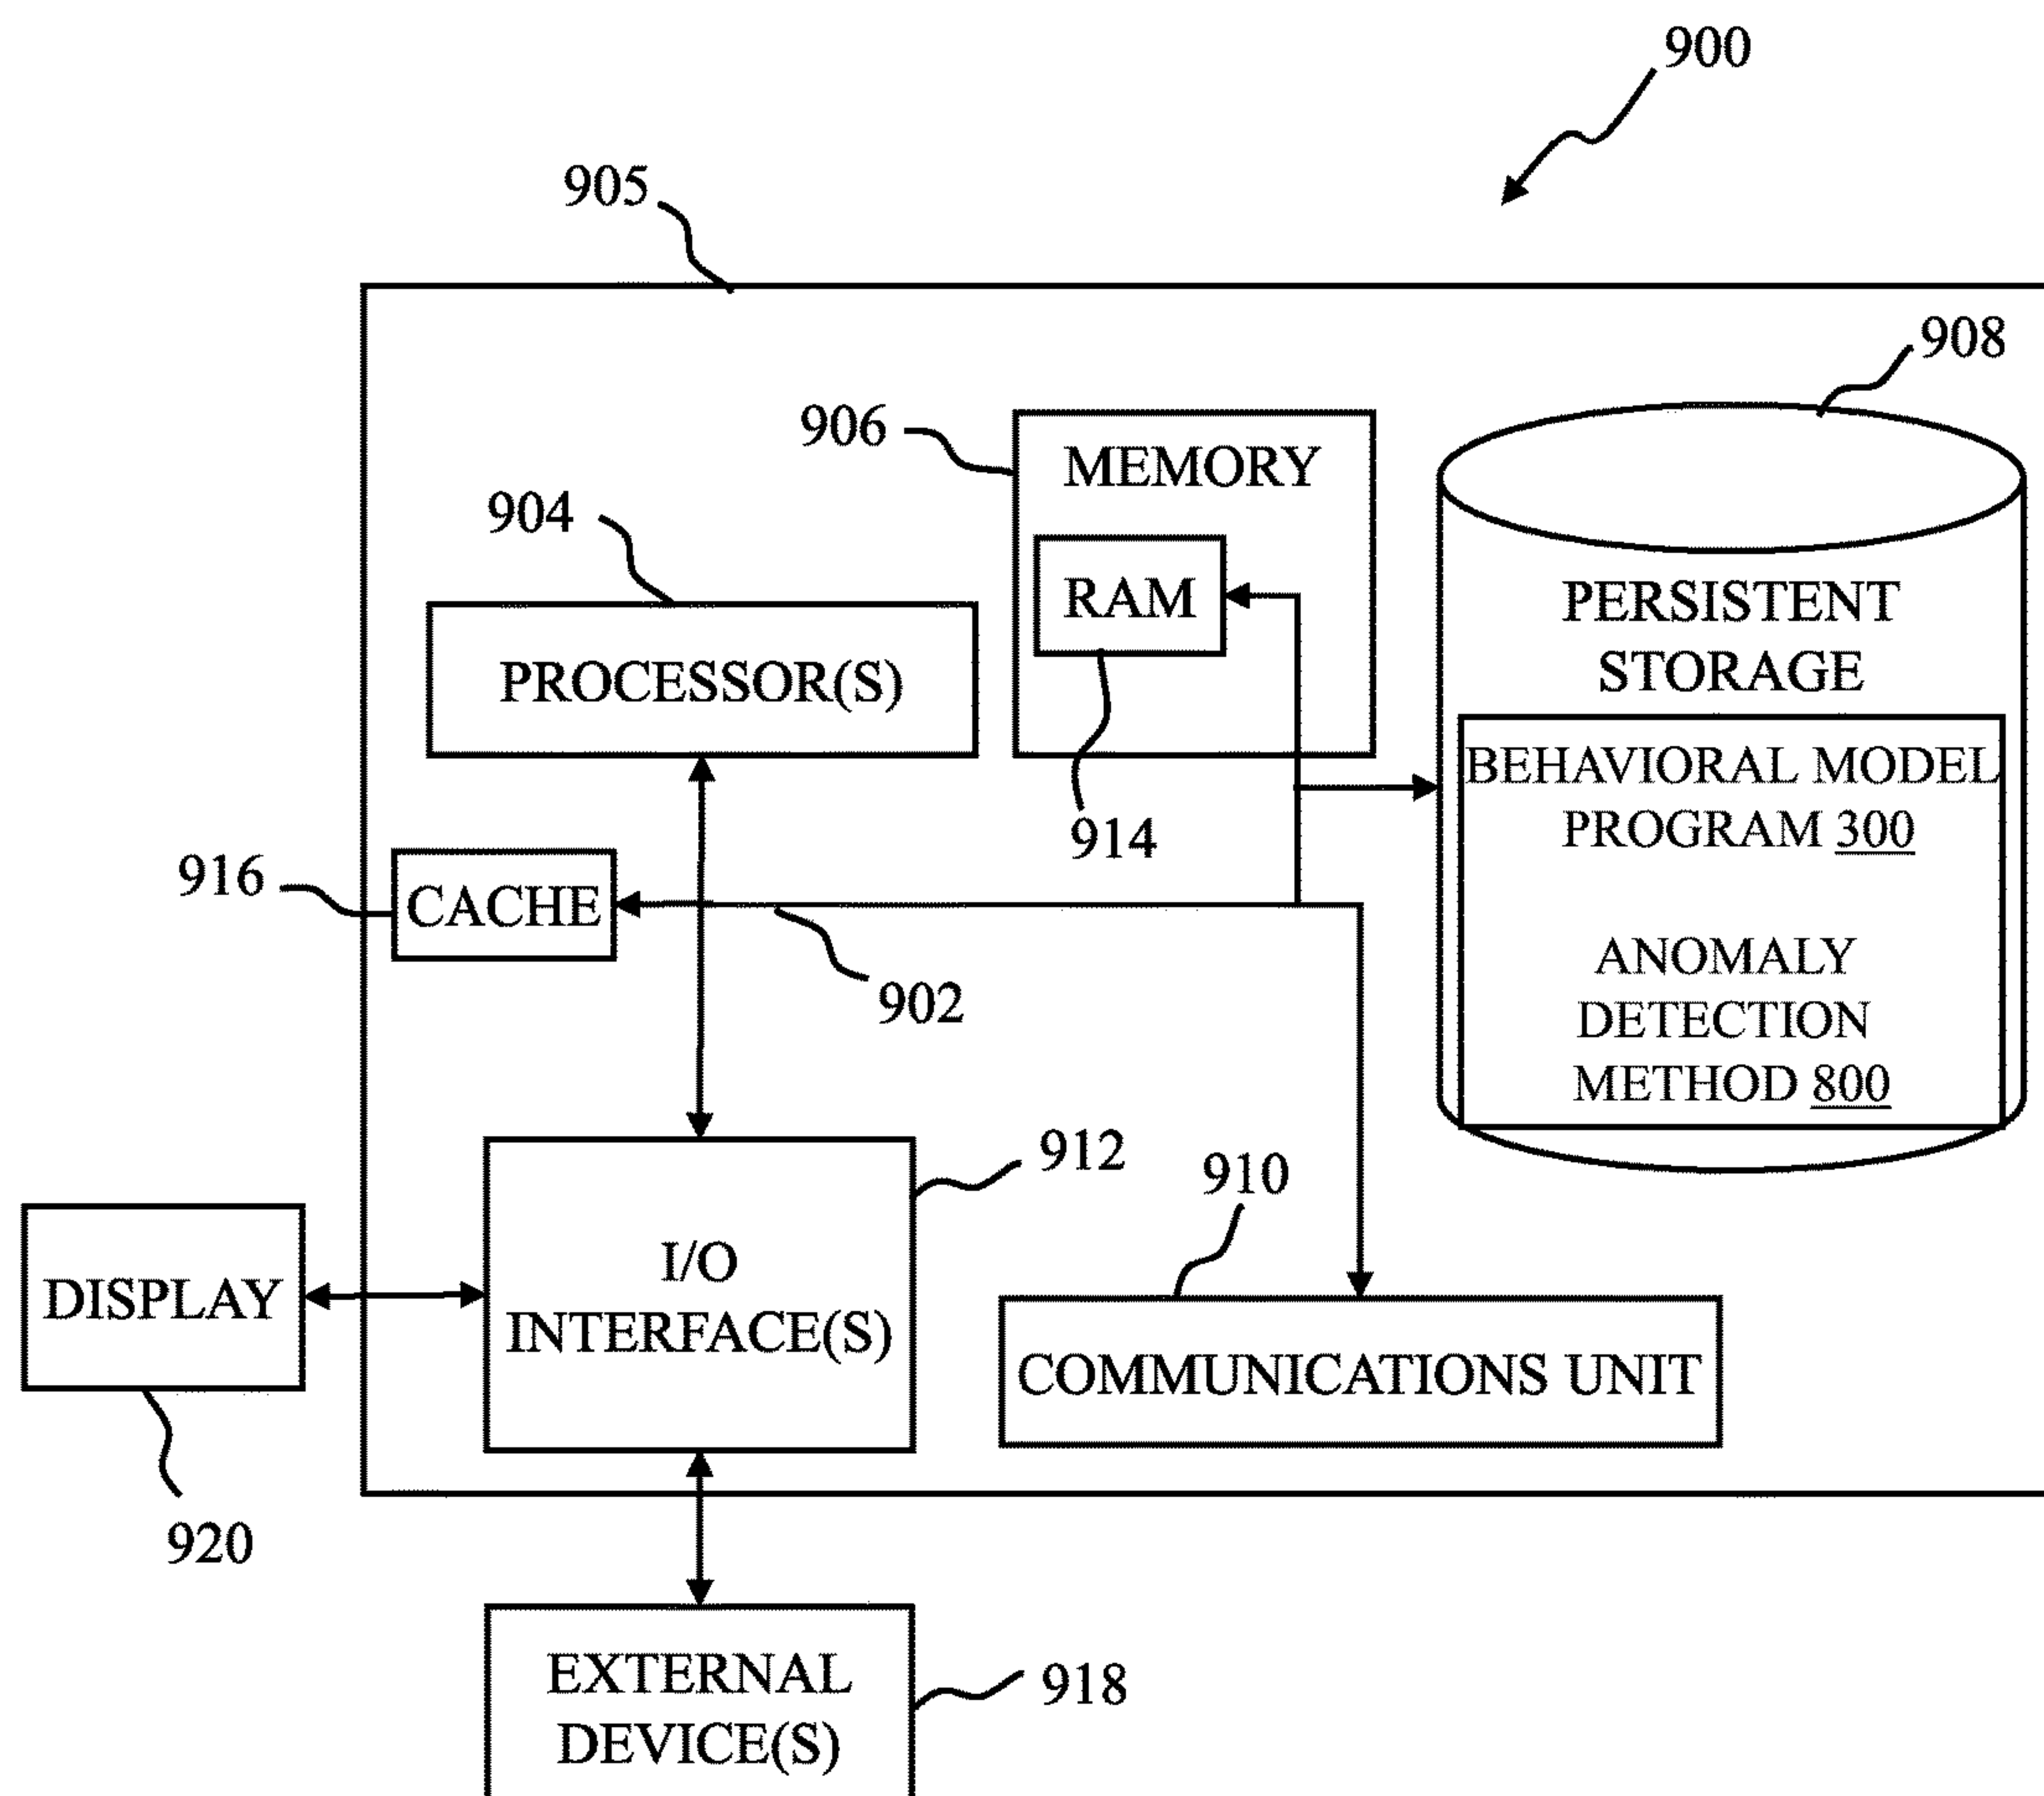 900
905
908
906
MEMORY
904
RAM
PERSISTENT
STORAGE
PROCESSOR(S)
BEHAVIORAL MODEL
PROGRAM 300
914
916
CACHE
902
ANOMALY
DETECTION
METHOD 800
912
910
I/O
INTERFACE(S)
DISPLAY
COMMUNICATIONS UNIT
920
EXTERNAL
DEVICE(S)
918